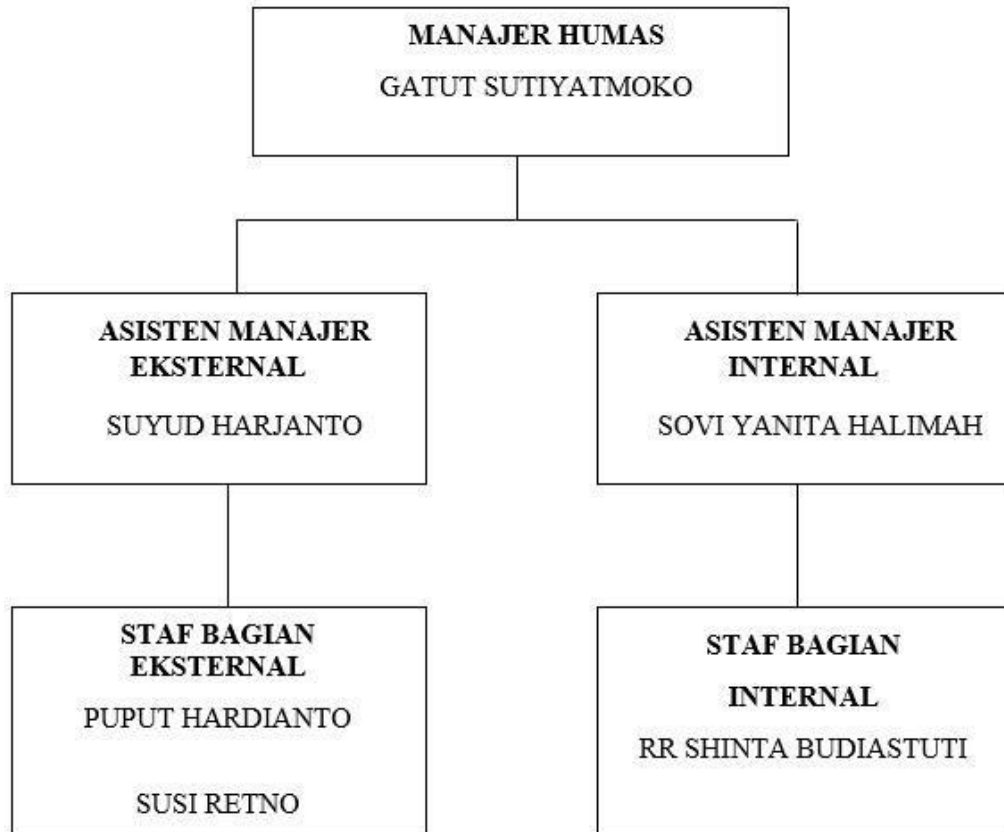 MANAJER HUMAS
GATUT SUTIYATMOKO
ASISTEN MANAJER
EKSTERNAL
SUYUD HARJANTO
ASISTEN MANAJER
INTERNAL
SOVI YANITA HALIMAH
STAF BAGIAN
EKSTERNAL
PUPUT HARDIANTO
SUSI RETNO
STAF BAGIAN
INTERNAL
RR SHINTA BUDIASTUTI